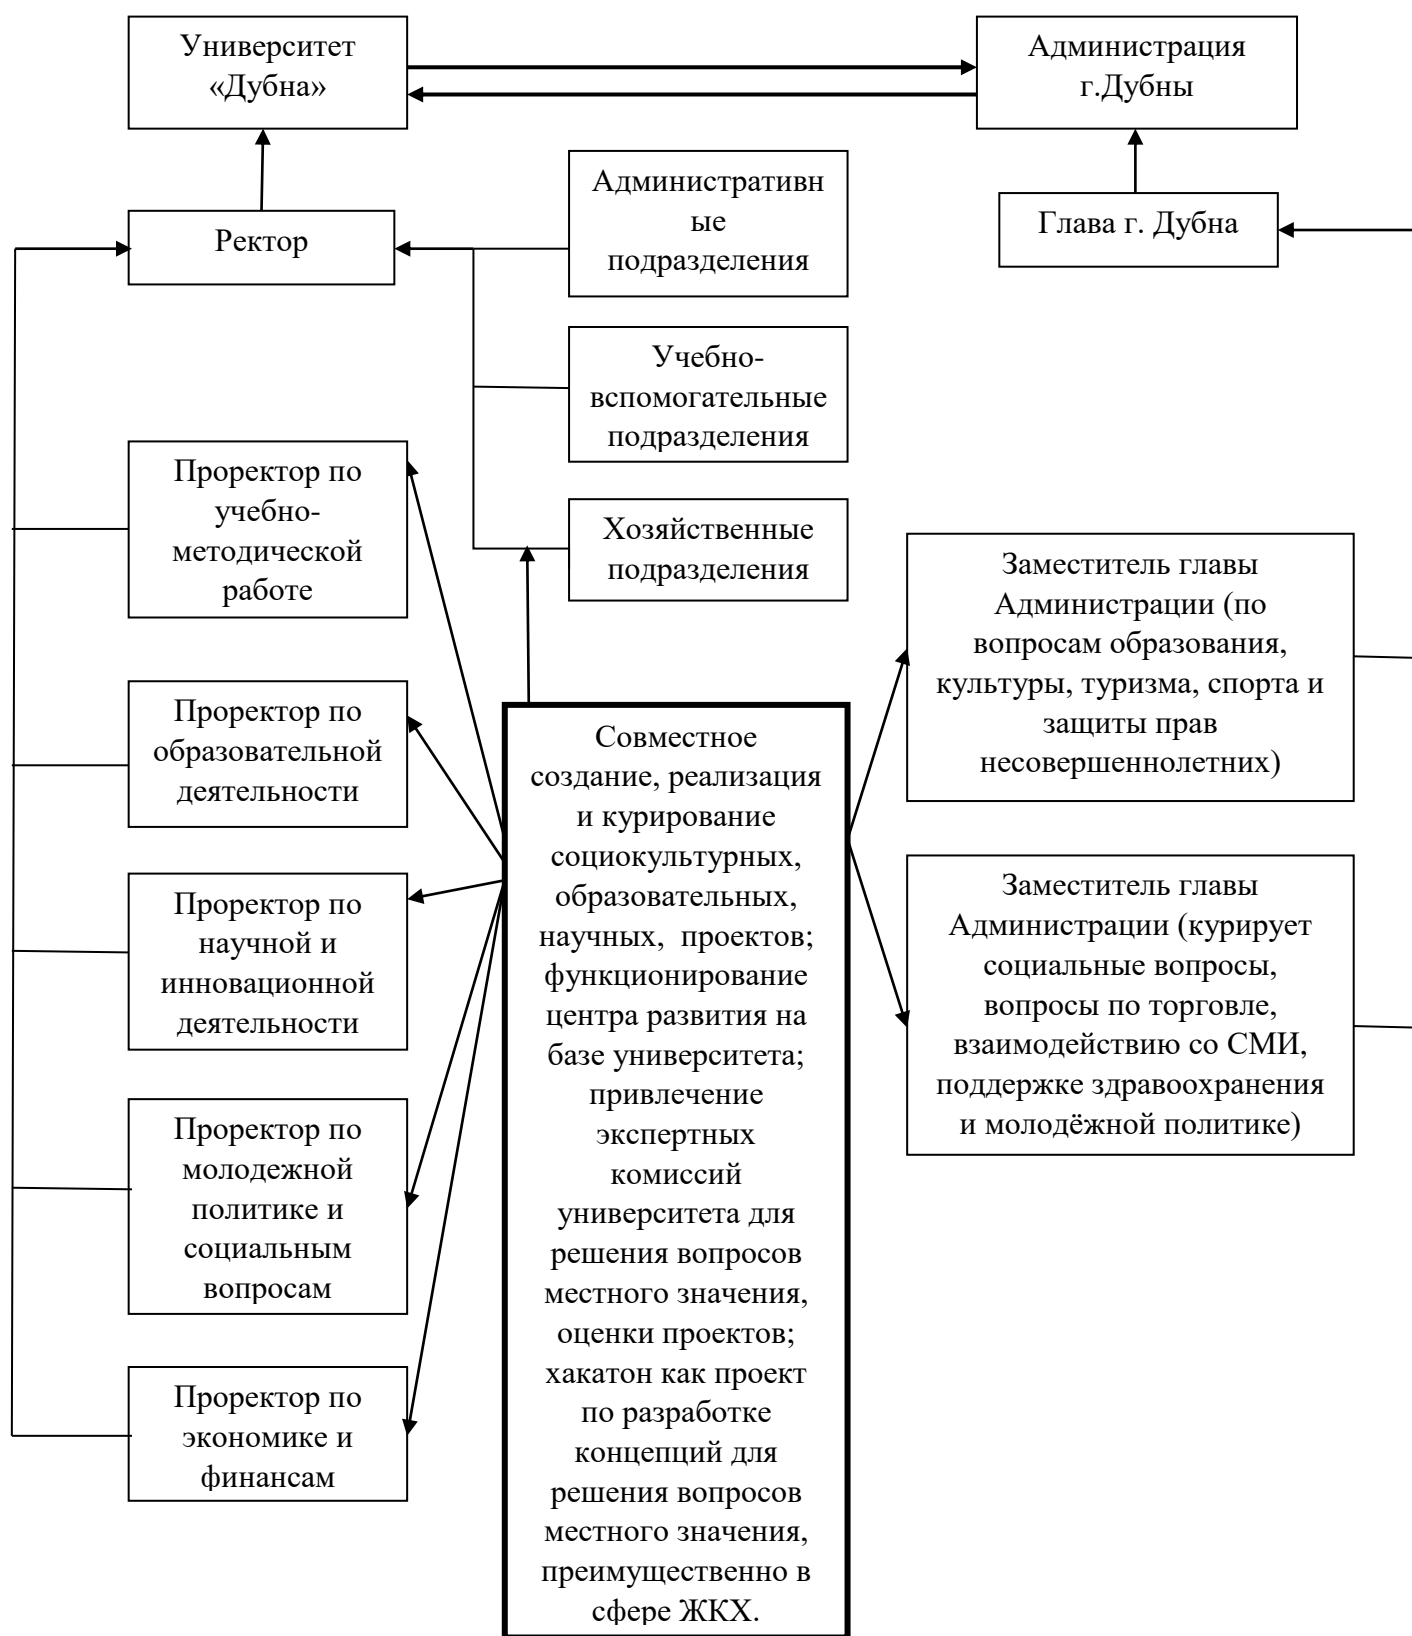 Университет
«Дубна»
Администрация
г.Дубны
Административн
ые
подразделения
Ректор
Глава г. Дубна
Учебно-
вспомогательные
подразделения
Хозяйственные
подразделения
Проректор по
учебно-
методической
работе
Проректор по
образовательной
деятельности
Проректор по
научной и
инновационной
деятельности
Проректор по
молодежной
политике и
социальным
вопросам
Проректор по
экономике и
финансам
Совместное
создание, реализация
и курирование
социокультурных,
образовательных,
научных, проектов;
функционирование
центра развития на
базе университета;
привлечение
экспертных
комиссий
университета для
решения вопросов
местного значения,
оценки проектов;
хакатон как проект
по разработке
концепций для
решения вопросов
местного значения,
преимущественно в
сфере ЖКХ.
Заместитель главы
Администрации (по
вопросам образования,
культуры, туризма, спорта и
защиты прав
несовершеннолетних)
Заместитель главы
Администрации (курирует
социальные вопросы,
вопросы по торговле,
взаимодействию со СМИ,
поддержке здравоохранения
и молодёжной политике)